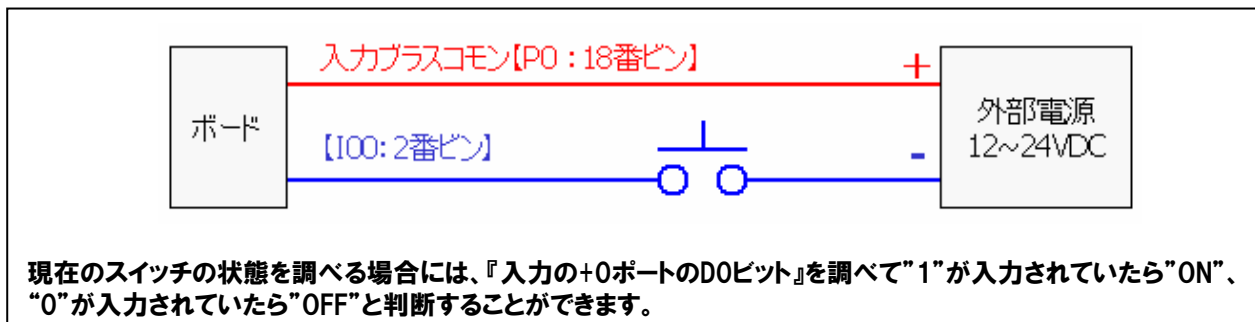 入力プラスコモン【P0：18番ピン】
+
ボード
外部電源
12~24VDC
【I00: 2番ピン】
-
現在のスイッチの状態を調べる場合には、『入力の+0ポートのD0ビット』を調べて”1”が入力されていたら”ON”、
“0”が入力されていたら”OFF”と判断することができます。